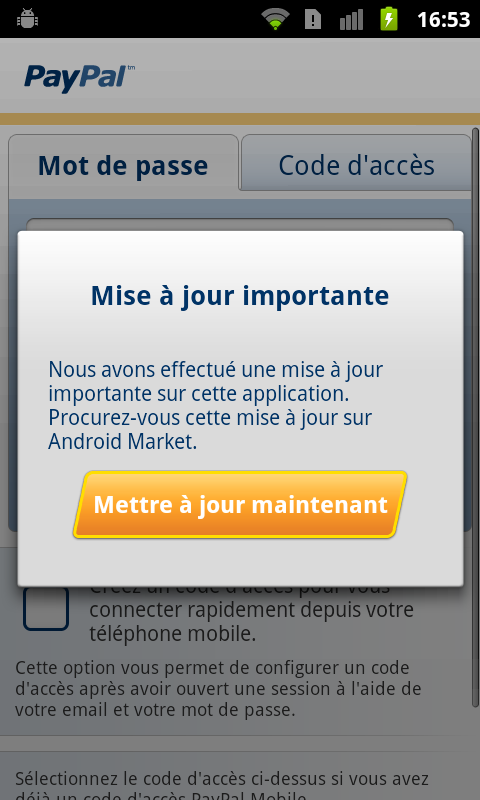 16:53
PayPal™
Mot de passe
Code d'accès
Mise à jour importante
Nous avons effectué une mise à jour
importante sur cette application.
Procurez-vous cette mise à jour sur
Android Market.
Mettre à jour maintenant
Créez un code d'accès pour vous
connecter rapidement depuis votre
téléphone mobile.
Cette option vous permet de configurer un code
d'accès après avoir ouvert une session à l'aide de
votre email et votre mot de passe.
Sélectionnez le code d'accès ci-dessus si vous avez
déjà un code d'accès PayPal Mobile.